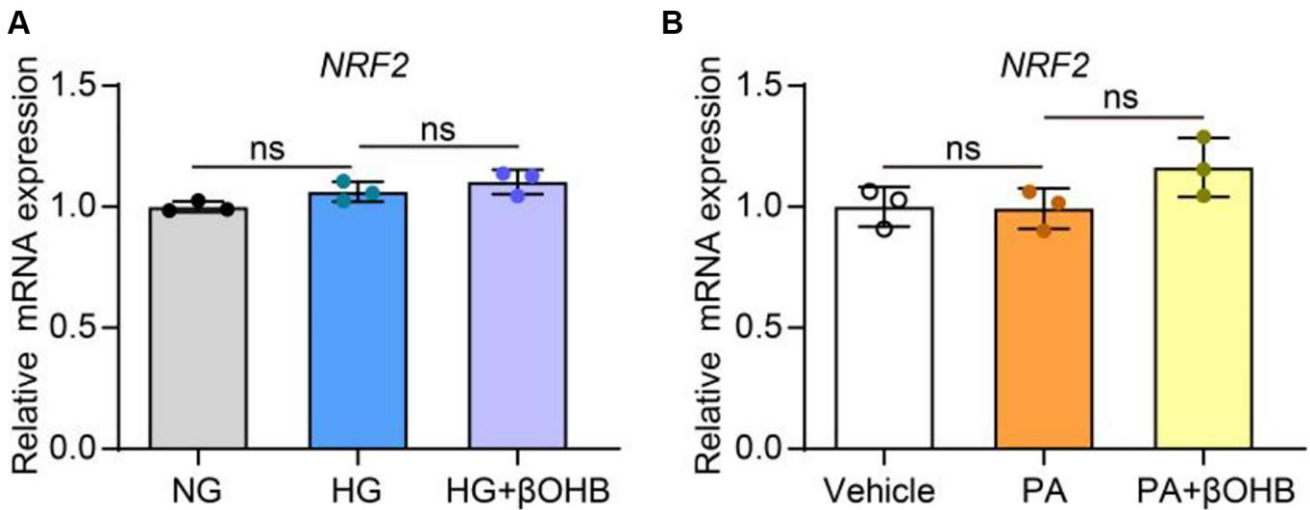 A
NRF2
Relative mRNA expression
1.5
1.0
0.5
0.0
ns
ns
NG
HG
HG+βOHB
B
NRF2
Relative mRNA expression
1.5
1.0
0.5
0.0
ns
ns
Vehicle
PA
PA+βOHB